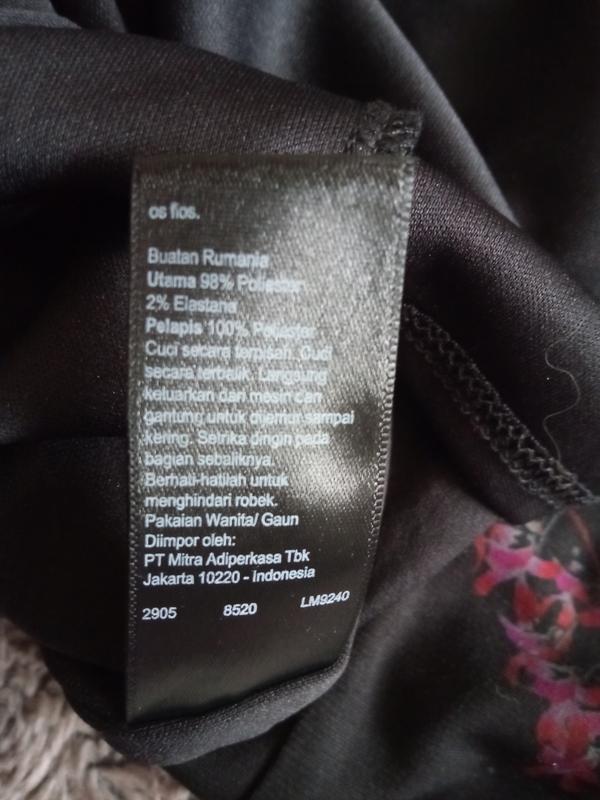 os fios.
Buatan Rumania
Utama 98% Poliester
2% Elastane
Pelapis 100% Poliester
Cuci secara terpisah. Cuci
secara terbalik. Langsung
keluarkan dari mesin dan
gantung untuk dijemur sampai
kering. Setrika dingin pada
bagian sebaliknya.
Berhati-hatilah untuk
menghindari robek.
Pakaian Wanita/ Gaun
Diimpor oleh:
PT Mitra Adiperkasa Tbk
Jakarta 10220 - Indonesia
2905 8520 LM9240